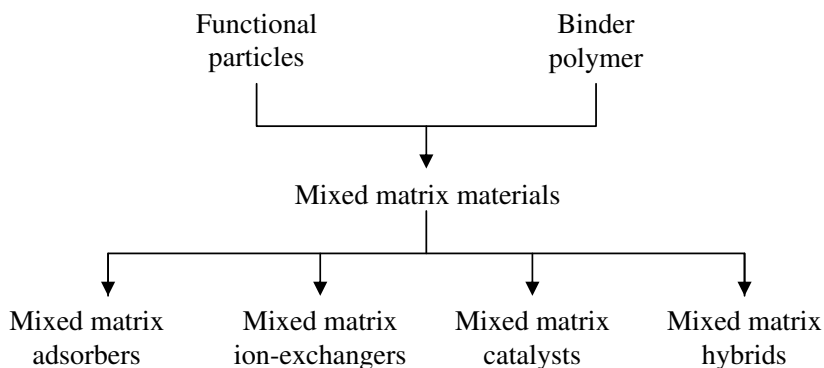 Functional
particles
Binder
polymer
Mixed matrix materials
Mixed matrix
adsorbers
Mixed matrix
ion-exchangers
Mixed matrix
catalysts
Mixed matrix
hybrids